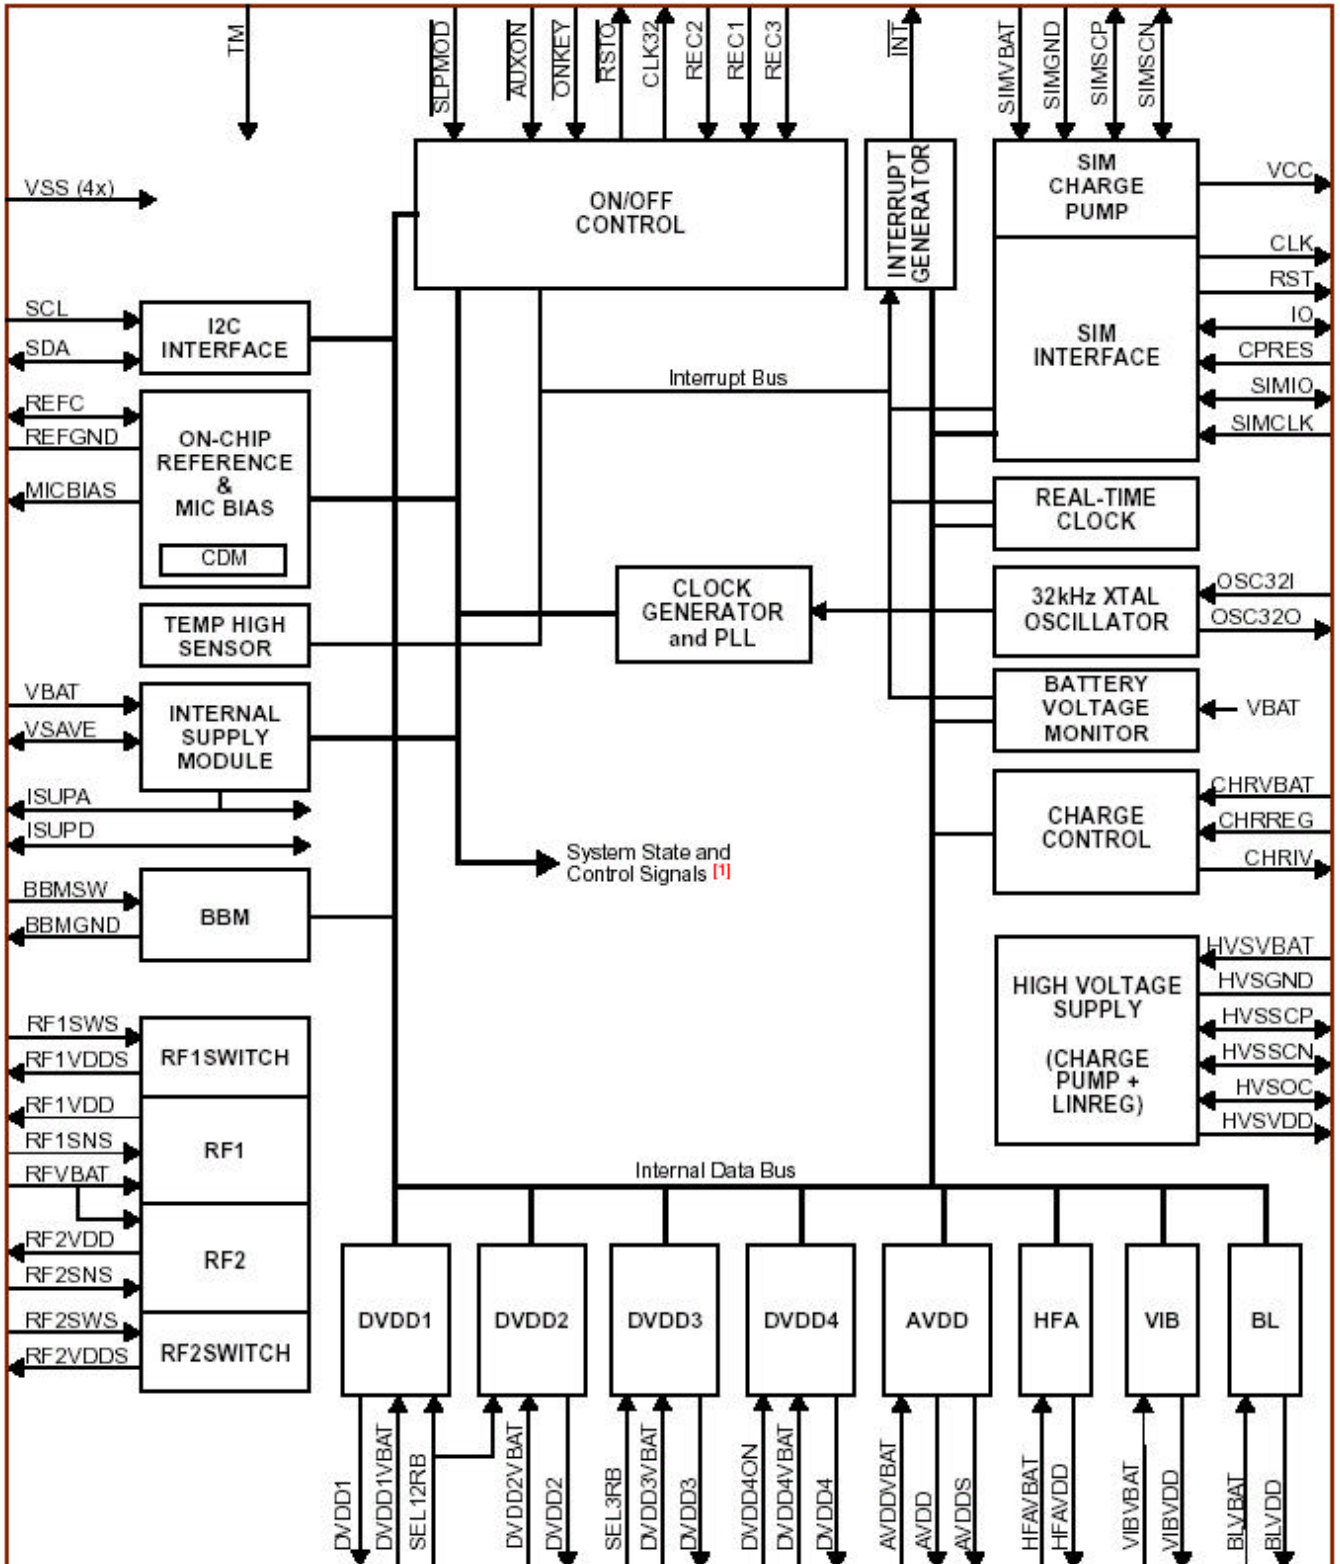 TM
SLPMOD
AUXON
ONKEY
RSTO
CLK32
REC2
REC1
REC3
INT
SIMVBAT
SIMGND
SIMSCP
SIMSCN
VSS (4x)
ON/OFF
CONTROL
INTERRUPT
GENERATOR
SIM
CHARGE
PUMP
VCC
SIM
INTERFACE
CLK
RST
IO
CPRES
SIMIO
SIMCLK
SCL
SDA
I2C
INTERFACE
Interrupt Bus
REFC
REFGND
MICBIAS
ON-CHIP
REFERENCE
&
MIC BIAS
CDM
REAL-TIME
CLOCK
CLOCK
GENERATOR
and PLL
32kHz XTAL
OSCILLATOR
OSC32I
OSC32O
TEMP HIGH
SENSOR
VBAT
VSAVE
INTERNAL
SUPPLY
MODULE
BATTERY
VOLTAGE
MONITOR
VBAT
ISUPA
ISUPD
CHARGE
CONTROL
CHRVBAT
CHRREG
CHRIV
System State and
Control Signals [1]
BBMSW
BBMGND
BBM
HIGH VOLTAGE
SUPPLY
(CHARGE
PUMP +
LINREG)
HVSVBAT
HVSGND
HVSSCP
HVSSCN
HVSOC
HVSVDD
RF1SWS
RF1VDDS
RF1VDD
RF1SNS
RFVBAT
RF2VDD
RF2SNS
RF2SWS
RF2VDDS
RF1SWITCH
RF1
RF2
RF2SWITCH
Internal Data Bus
DVDD1
DVDD2
DVDD3
DVDD4
AVDD
HFA
VIB
BL
DVDD1
DVDD1VBAT
SEL12RB
DVDD2VBAT
DVDD2
SEL3RB
DVDD3VBAT
DVDD3
DVDD4ON
DVDD4VBAT
DVDD4
AVDDVBAT
AVDD
AVDDS
HFAVBAT
HFAVDD
VIBVBAT
VIBVDD
BLVBAT
BLVDD